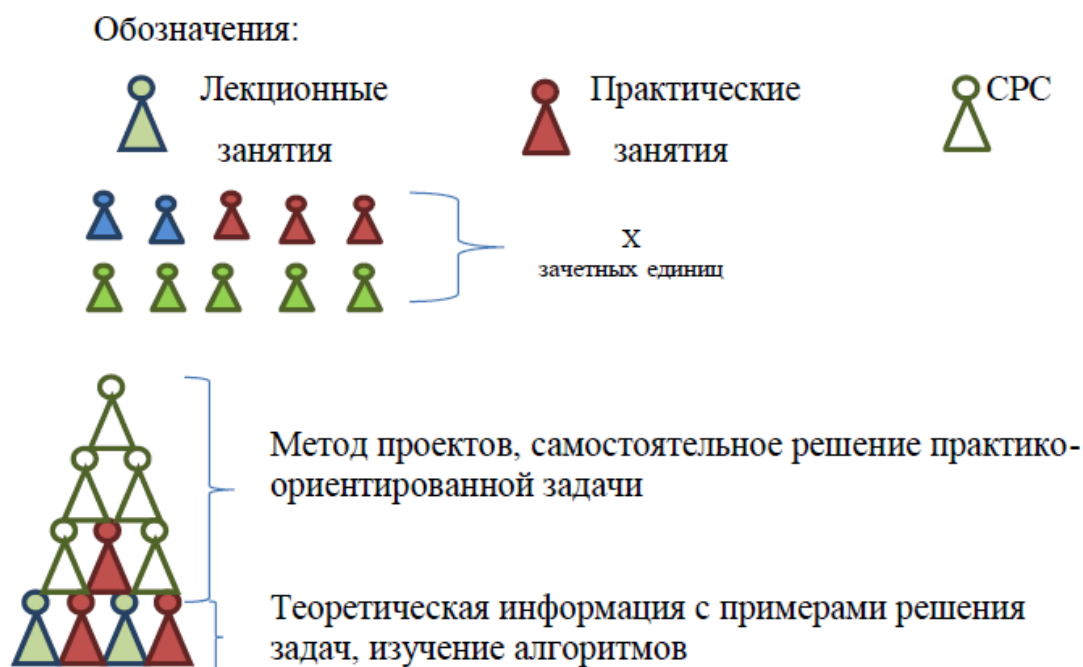 Обозначения:
Лекционные занятия
Практические занятия
СРС
х
зачетных единиц
Метод проектов, самостоятельное решение практико-
ориентированной задачи
Теоретическая информация с примерами решения
задач, изучение алгоритмов